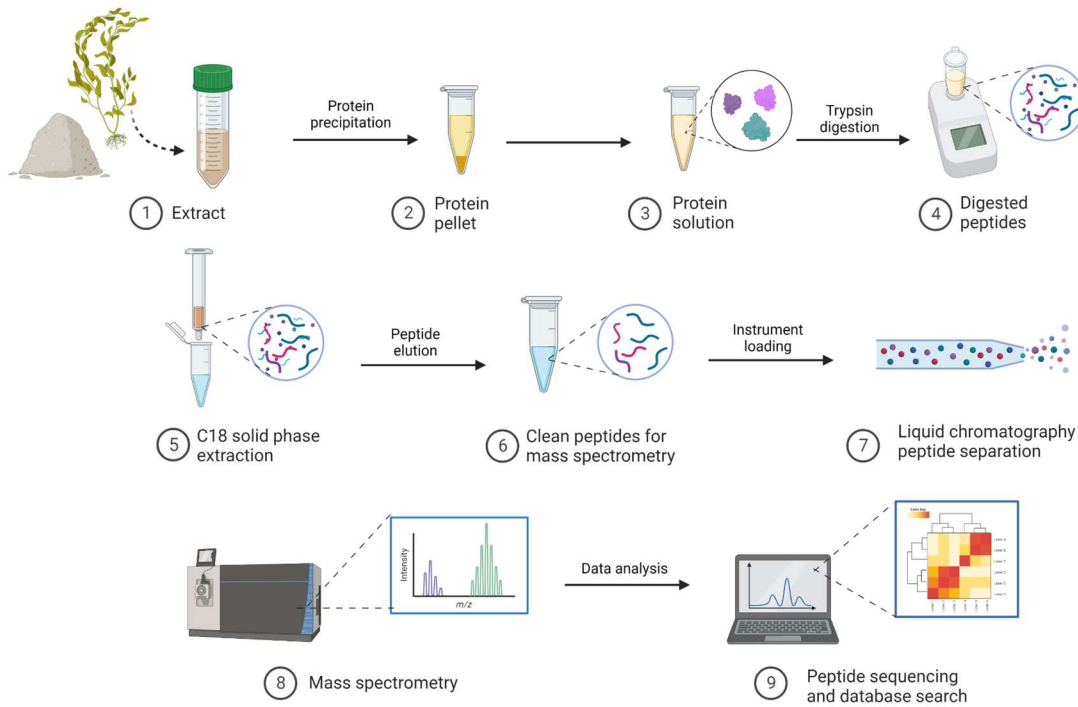 Protein
precipitation
Trypsin
digestion
1 Extract
2 Protein
pellet
3 Protein
solution
4 Digested
peptides
Peptide
elution
Instrument
loading
5 C18 solid phase
extraction
6 Clean peptides for
mass spectrometry
7 Liquid chromatography
peptide separation
Intensity
m/z
Data analysis
Color key
8 Mass spectrometry
9 Peptide sequencing
and database search